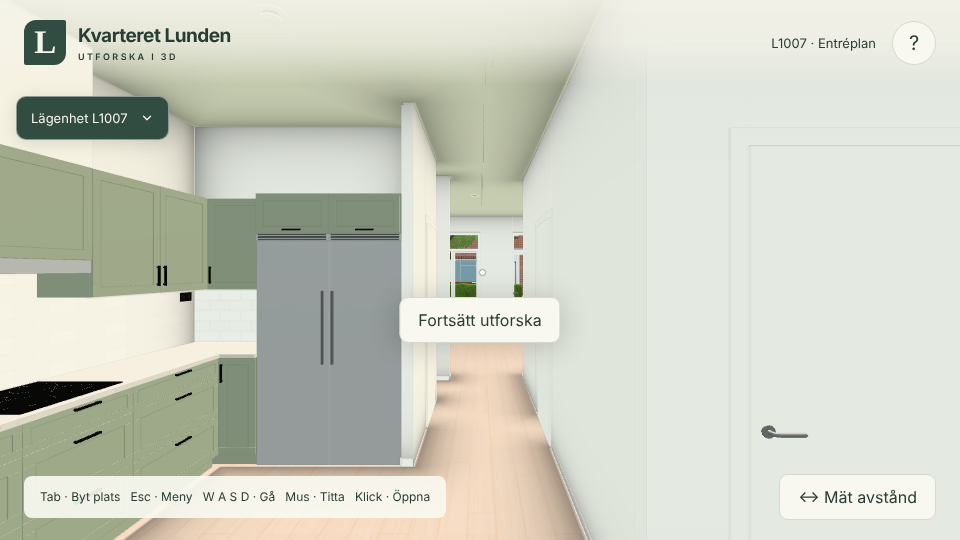 L
Kvarteret Lunden
UTFORSKA I 3D
L1007 · Entréplan
?
Lägenhet L1007
Fortsätt utforska
Tab · Byt plats Esc · Meny W A S D · Gå Mus · Titta Klick · Öppna
Mät avstånd